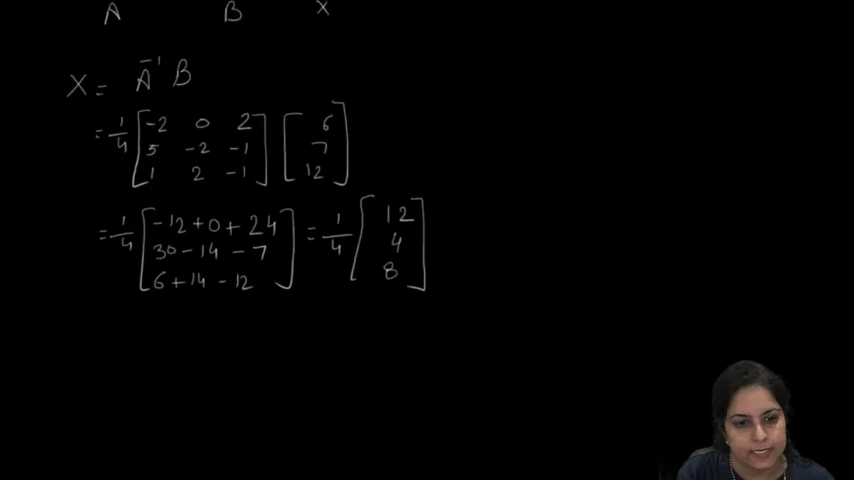 A B X
X = A⁻¹ B
= 1/4 [-2 0 2; 5 -2 -1; 1 2 -1] [6; 7; 12]
= 1/4 [-12+0+24; 30-14-7; 6+14-12] = 1/4 [12; 4; 8]